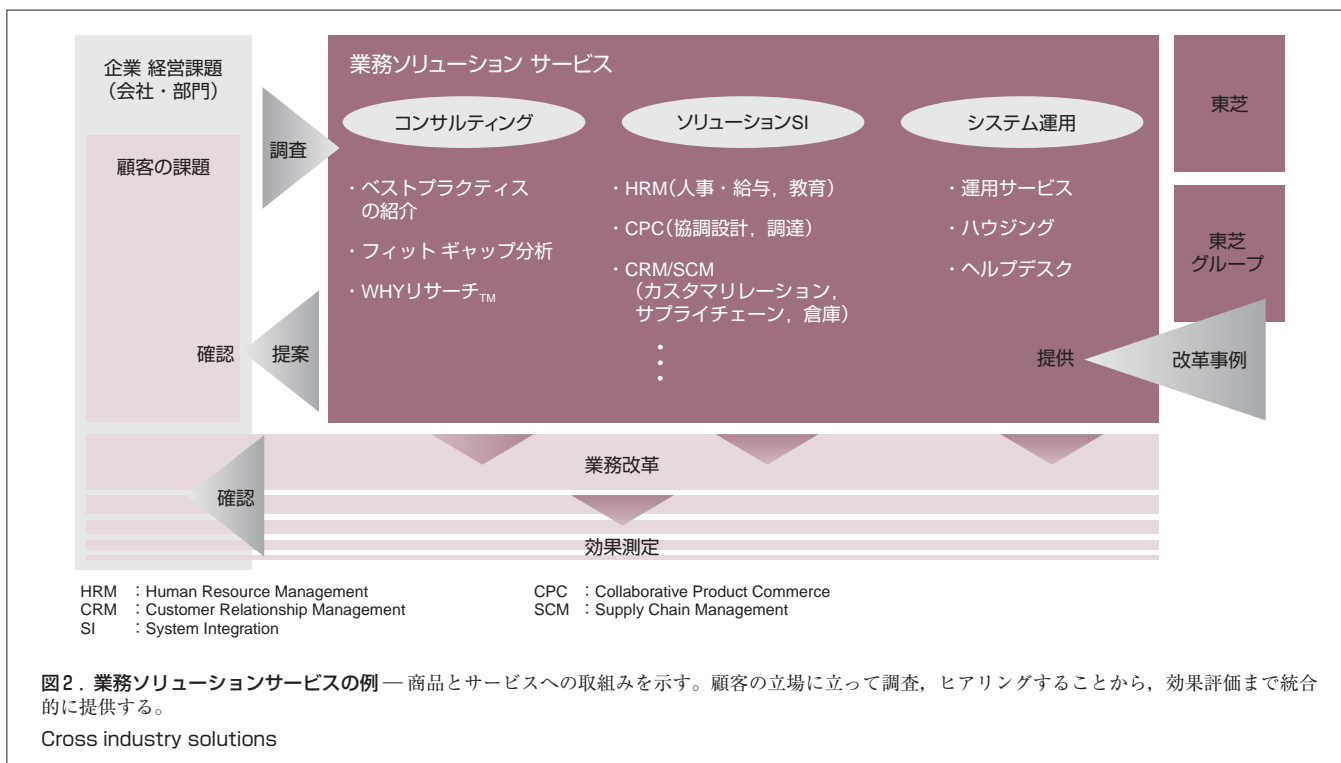 企業 経営課題
（会社・部門）
顧客の課題
調査
確認
提案
業務ソリューション サービス
コンサルティング
・ベストプラクティス
の紹介
・フィット ギャップ分析
・WHYリサーチTM
ソリューションSI
・HRM（人事・給与，教育）
・CPC（協調設計，調達）
・CRM/SCM
（カスタマリレーション，
サプライチェーン，倉庫）
システム運用
・運用サービス
・ハウジング
・ヘルプデスク
提供
東芝
東芝
グループ
改革事例
業務改革
確認
効果測定
HRM ：Human Resource Management
CRM ：Customer Relationship Management
SI ：System Integration
CPC ：Collaborative Product Commerce
SCM ：Supply Chain Management
図2．業務ソリューションサービスの例 — 商品とサービスへの取組みを示す。顧客の立場に立って調査，ヒアリングすることから，効果評価まで統合
的に提供する。
Cross industry solutions